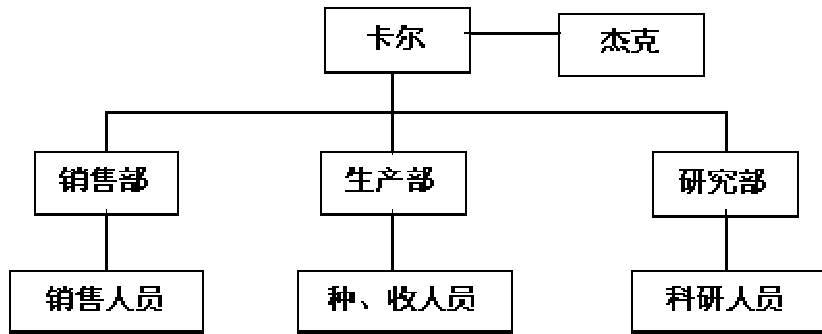 卡尔
杰克
销售部
生产部
研究部
销售人员
种、收人员
科研人员